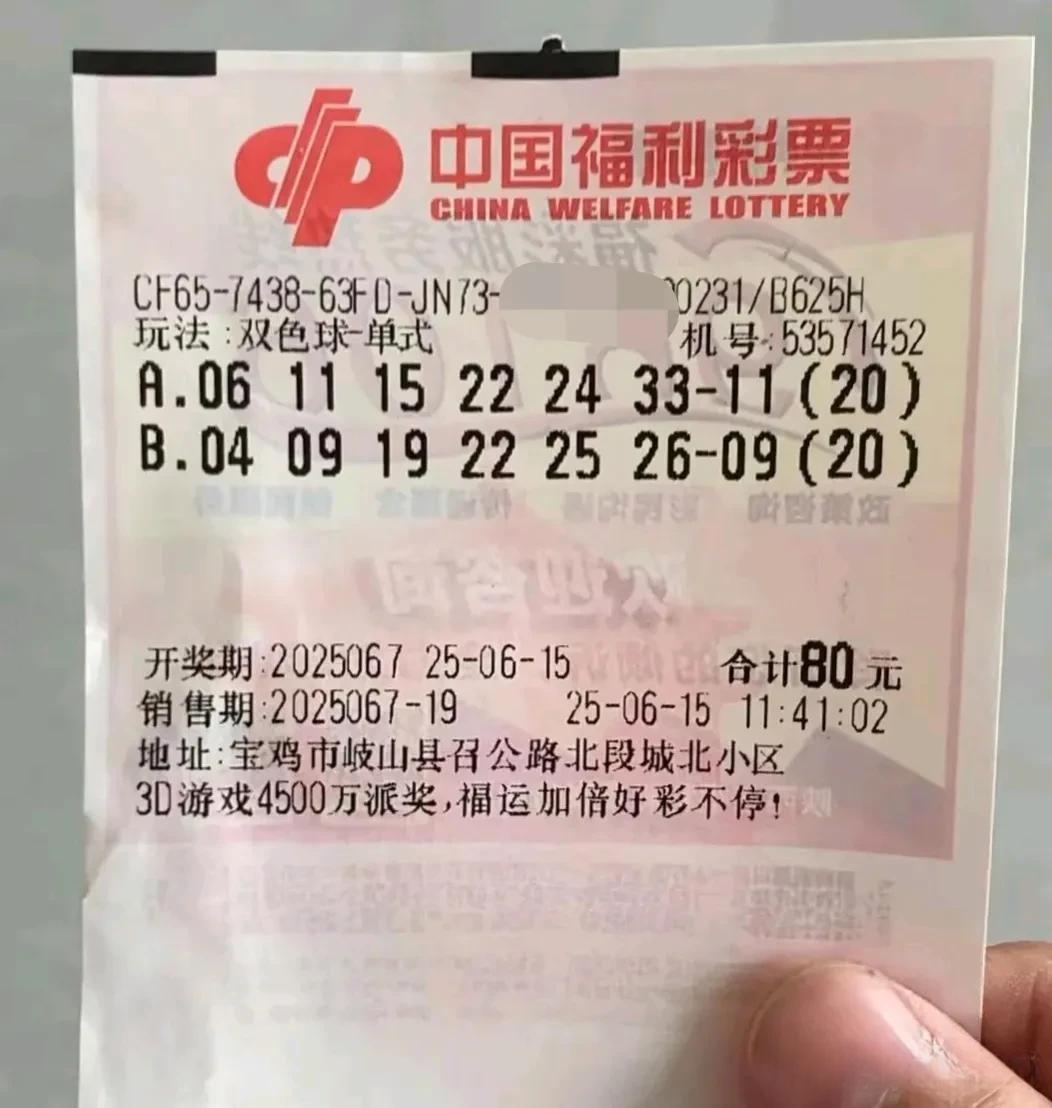 中国福利彩票
CHINA WELFARE LOTTERY
CF65-7438-63FD-JN73- 00231/B625H
玩法:双色球-单式 机号:53571452
A.06 11 15 22 24 33-11(20)
B.04 09 19 22 25 26-09(20)
开奖期:2025067 25-06-15 合计80元
销售期:2025067-19 25-06-15 11:41:02
地址:宝鸡市岐山县召公路北段城北小区
3D游戏4500万派奖,福运加倍好彩不停!